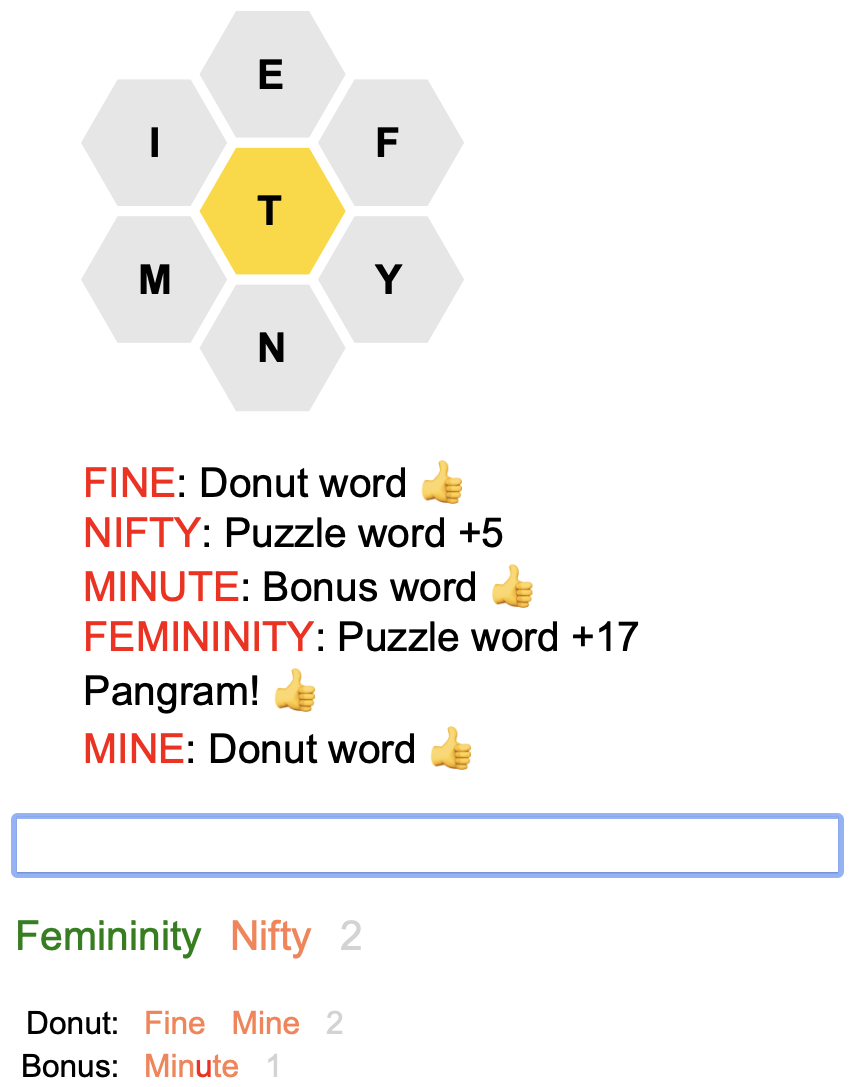 E
I F
T
M Y
N
FINE: Donut word 👍
NIFTY: Puzzle word +5
MINUTE: Bonus word 👍
FEMININITY: Puzzle word +17
Pangram! 👍
MINE: Donut word 👍
Femininity Nifty 2
Donut: Fine Mine 2
Bonus: Minute 1